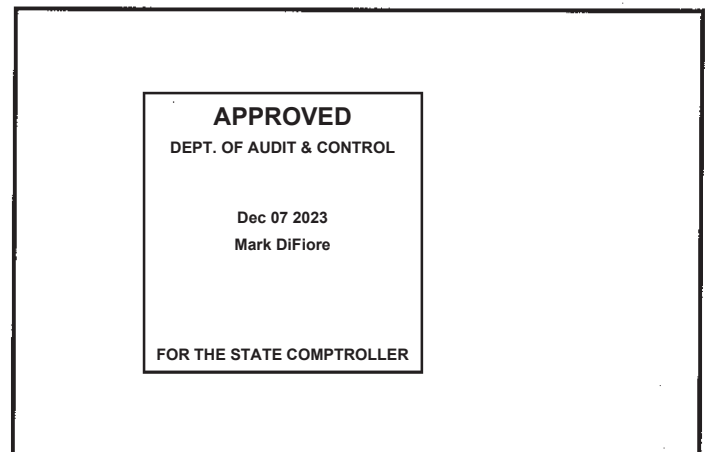 APPROVED
DEPT. OF AUDIT & CONTROL
Dec 07 2023
Mark DiFiore
FOR THE STATE COMPTROLLER